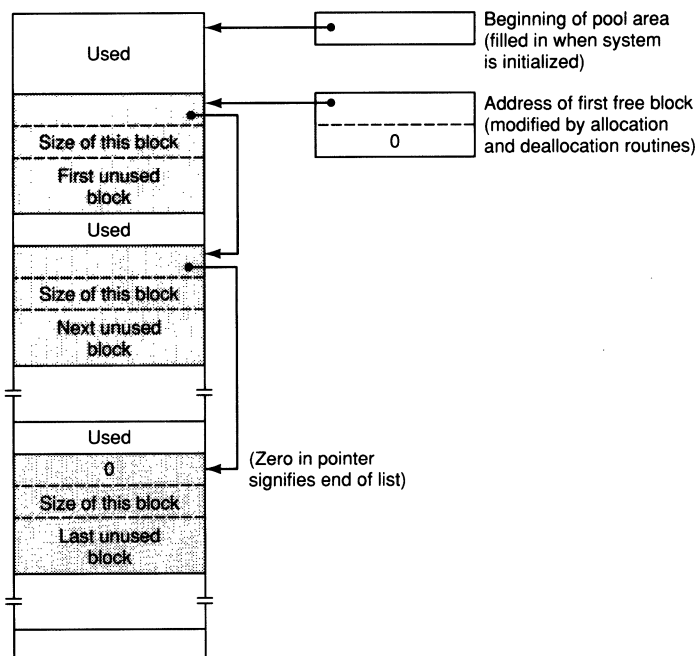 Used
Beginning of pool area
(filled in when system
is initialized)
Address of first free block
(modified by allocation
and deallocation routines)
0
Size of this block
First unused
block
Used
Size of this block
Next unused
block
Used
0
(Zero in pointer
signifies end of list)
Size of this block
Last unused
block